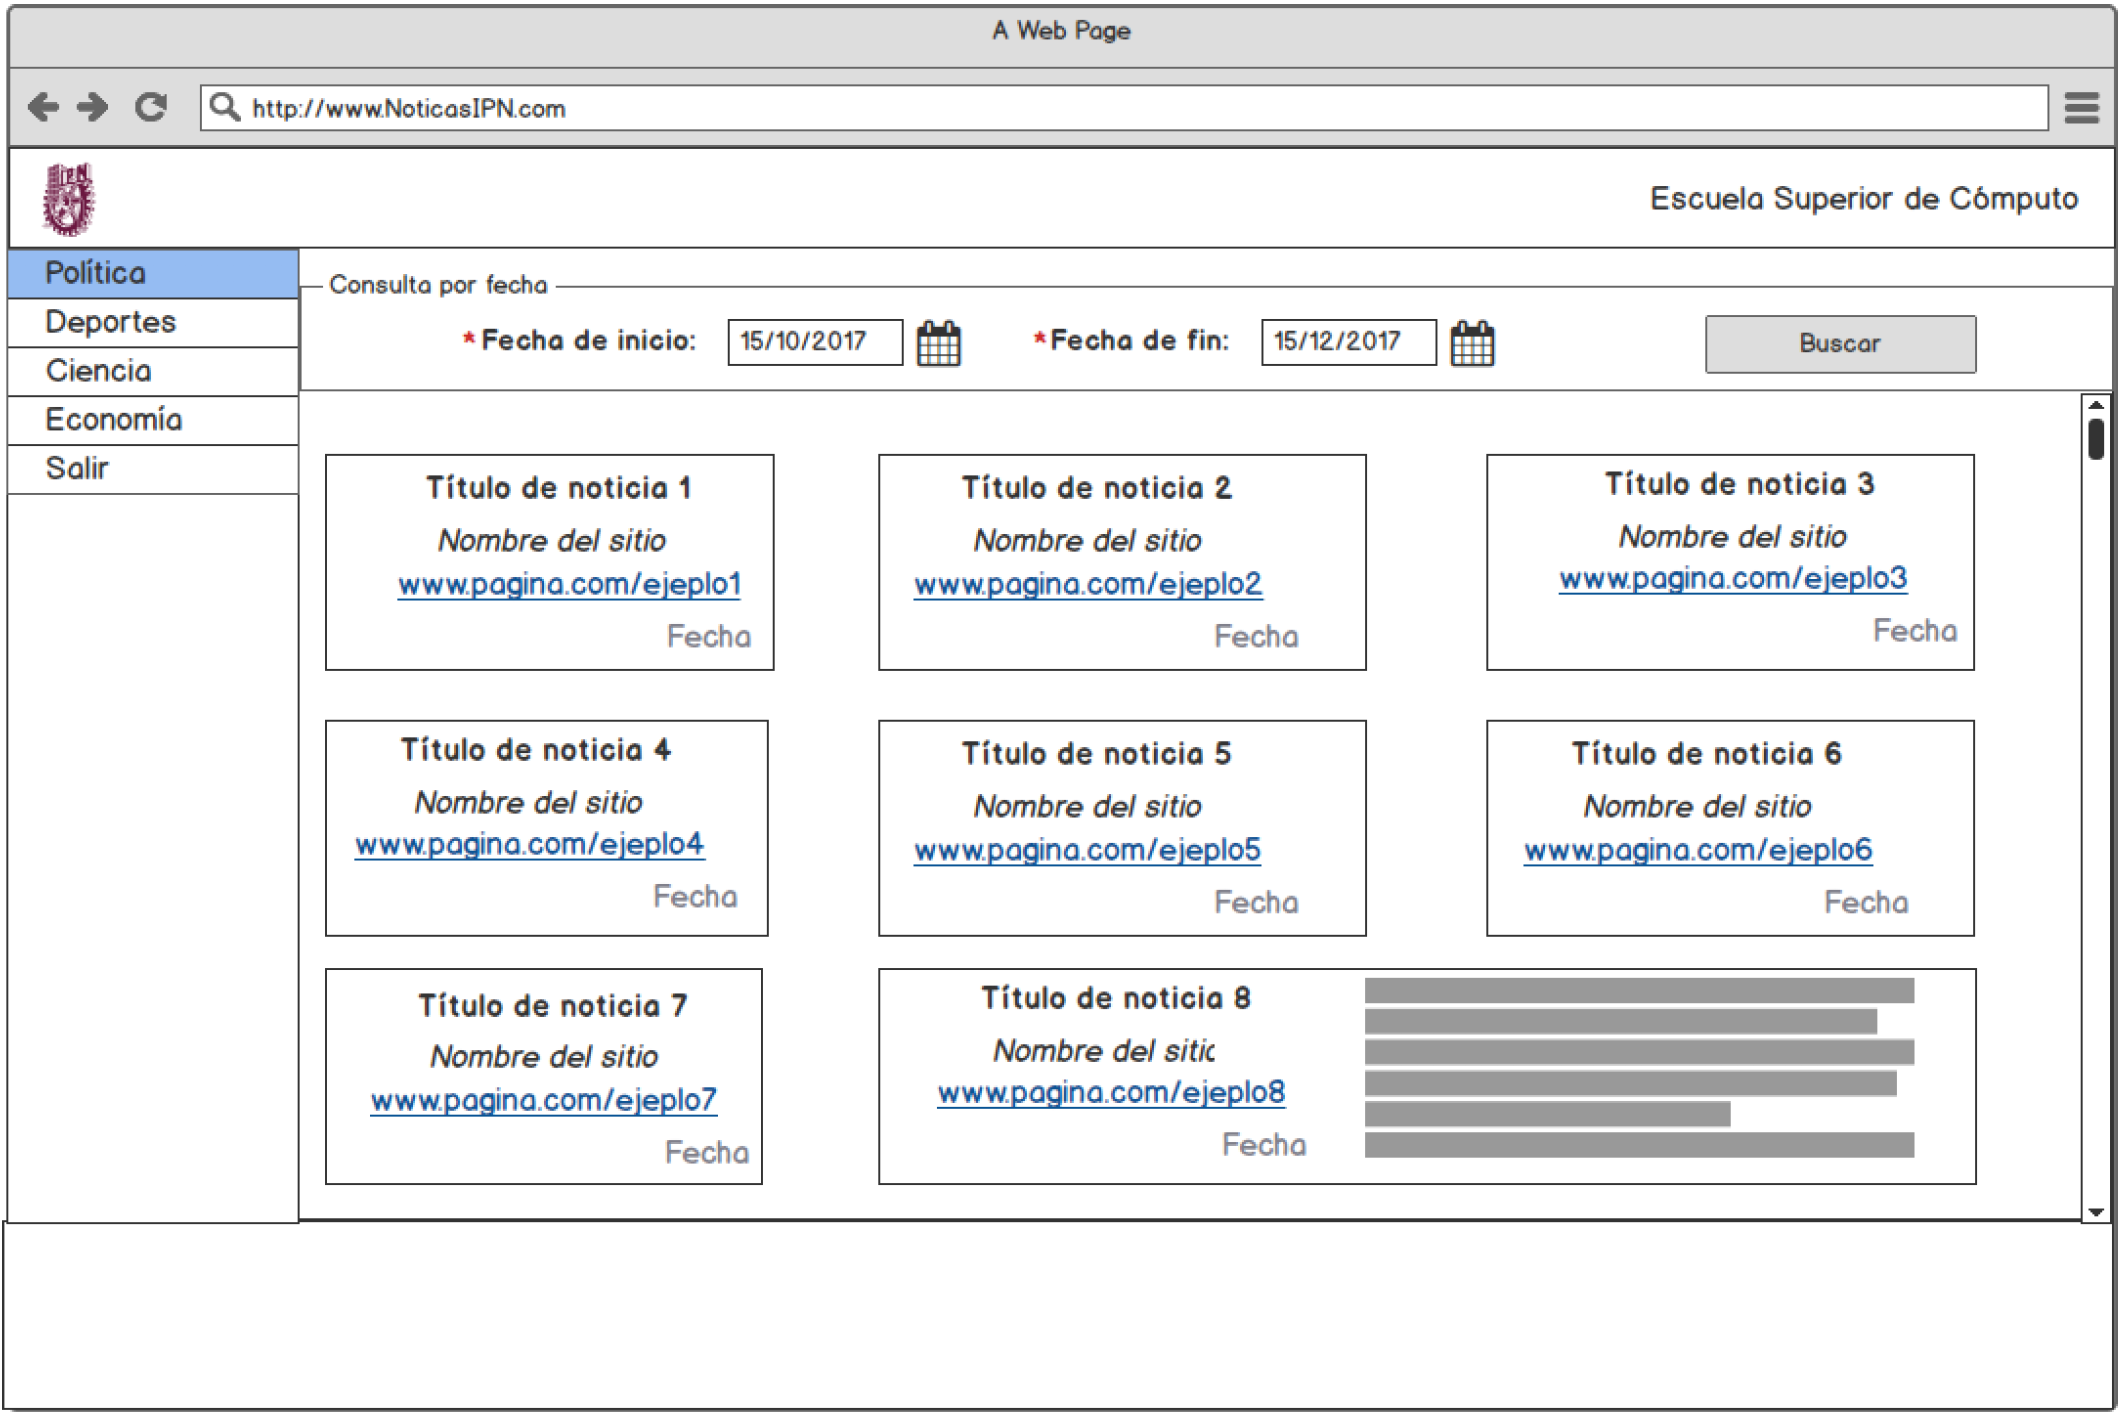 A Web Page
http://www.NoticasIPN.com
IPN
Escuela Superior de Cómputo
Política
Deportes
Ciencia
Economía
Salir
Consulta por fecha
*Fecha de inicio: 15/10/2017 *Fecha de fin: 15/12/2017 Buscar
Título de noticia 1
Nombre del sitio
www.pagina.com/ejeplo1
Fecha
Título de noticia 2
Nombre del sitio
www.pagina.com/ejeplo2
Fecha
Título de noticia 3
Nombre del sitio
www.pagina.com/ejeplo3
Fecha
Título de noticia 4
Nombre del sitio
www.pagina.com/ejeplo4
Fecha
Título de noticia 5
Nombre del sitio
www.pagina.com/ejeplo5
Fecha
Título de noticia 6
Nombre del sitio
www.pagina.com/ejeplo6
Fecha
Título de noticia 7
Nombre del sitio
www.pagina.com/ejeplo7
Fecha
Título de noticia 8
Nombre del sitic
www.pagina.com/ejeplo8
Fecha